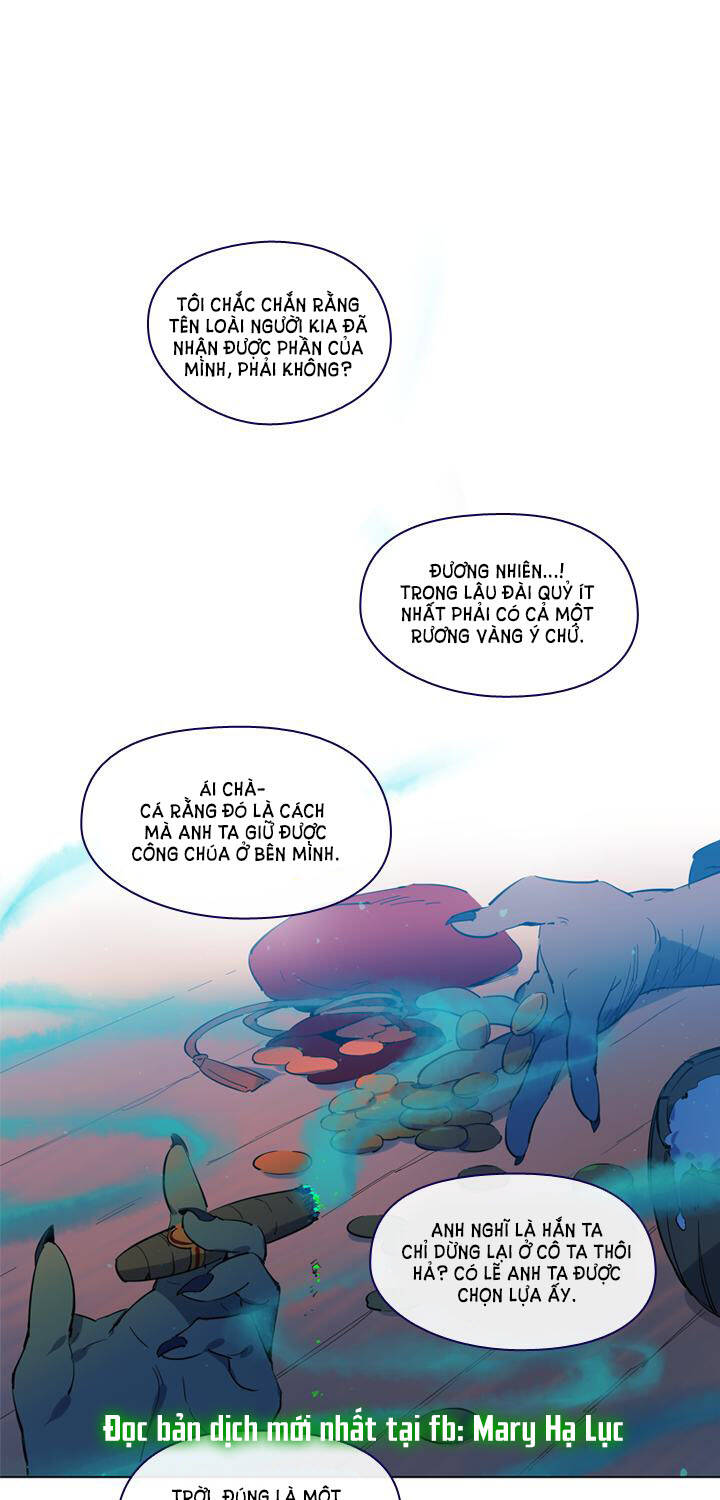 TÔI CHẮC CHẮN RẰNG
TÊN LOÀI NGƯỜI KIA ĐÃ
NHẬN ĐƯỢC PHẦN CỦA
MÌNH, PHẢI KHÔNG?
ĐƯƠNG NHIÊN...!
TRONG LÂU ĐÀI QUỶ ÍT
NHẤT PHẢI CÓ CẢ MỘT
RƯƠNG VÀNG Ý CHỨ.
ÁI CHÀ-
CÁ RẰNG ĐÓ LÀ CÁCH
MÀ ANH TA GIỮ ĐƯỢC
CÔNG CHÚA Ở BÊN MÌNH.
ANH NGHĨ LÀ HẮN TA
CHỈ DỪNG LẠI Ở CÔ TA THÔI
HẢ? CÓ LẼ ANH TA ĐƯỢC
CHỌN LỰA ẤY.
Đọc bản dịch mới nhất tại fb: Mary Hạ Lục
TRỜI, ĐÚNG LÀ MỘT